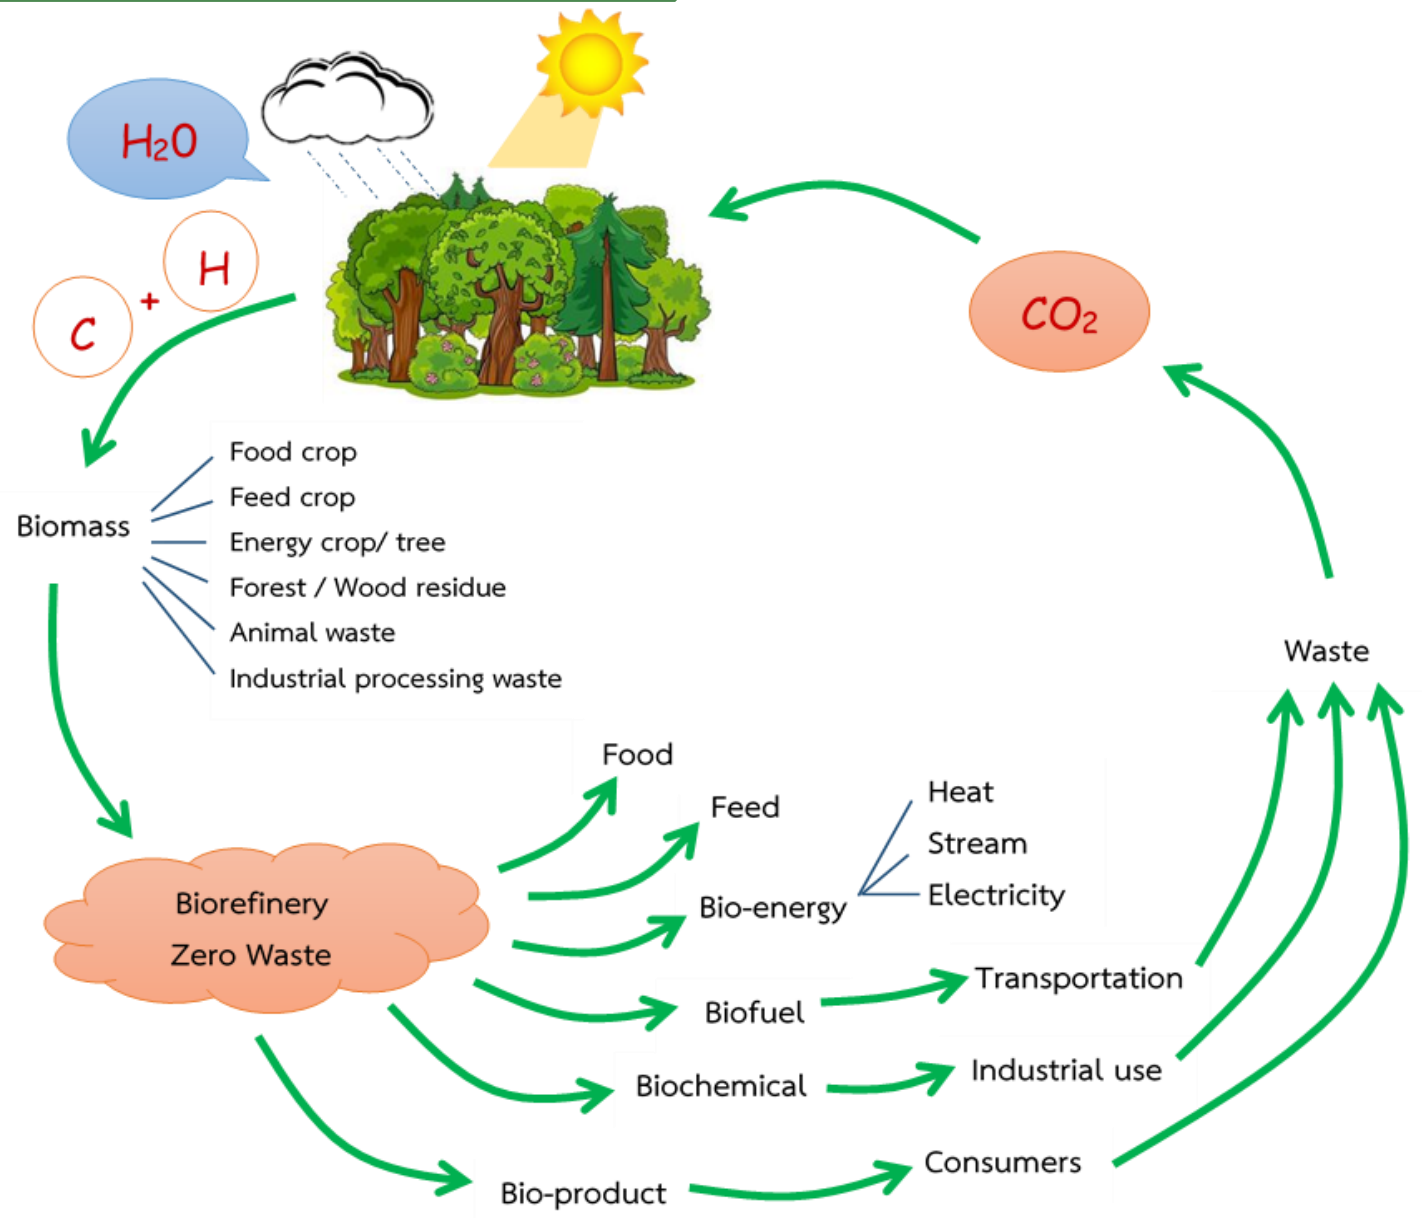 H₂0
H
+
C
CO₂
Biomass
Food crop
Feed crop
Energy crop/ tree
Forest / Wood residue
Animal waste
Industrial processing waste
Waste
Food
Feed
Heat
Stream
Electricity
Bio-energy
Biorefinery
Zero Waste
Transportation
Biofuel
Industrial use
Biochemical
Consumers
Bio-product